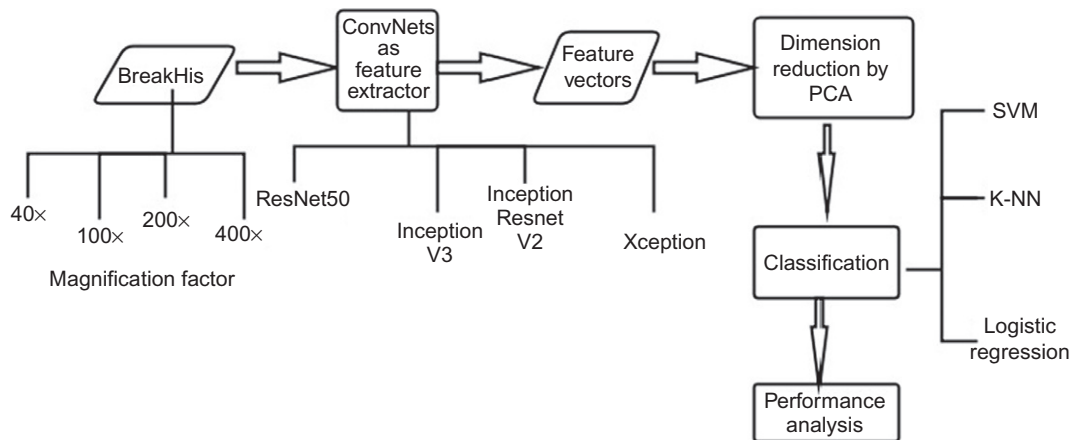 BreakHis
ConvNets
as
feature
extractor
Feature
vectors
Dimension
reduction by
PCA
40×
100×
200×
400×
Magnification factor
ResNet50
Inception
V3
Inception
Resnet
V2
Xception
Classification
SVM
K-NN
Logistic
regression
Performance
analysis